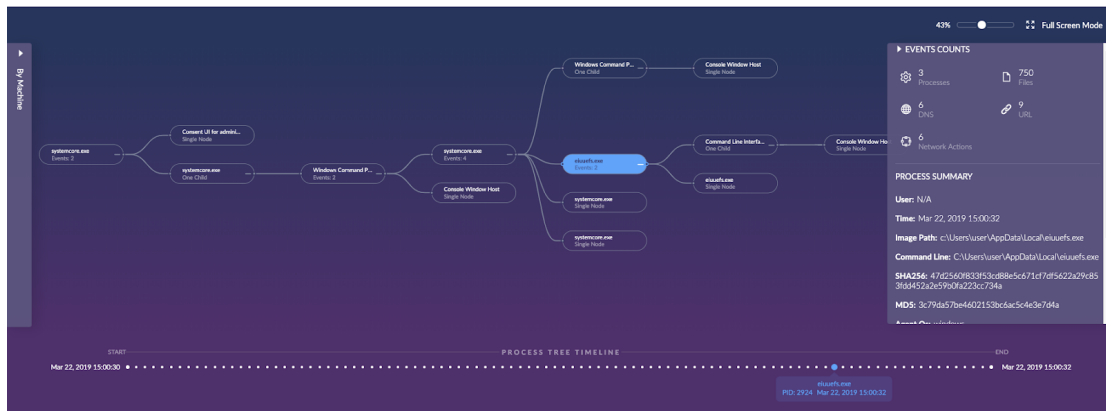 43%
Full Screen Mode
By Machine
EVENTS COUNTS
3
Processes
750
Files
6
DNS
9
URL
6
Network Actions
PROCESS SUMMARY
User: N/A
Time: Mar 22, 2019 15:00:32
Image Path: c:\Users\user\AppData\Local\eiuuefs.exe
Command Line: C:\Users\user\AppData\Local\eiuuefs.exe
SHA256: 47d2560f833f53cd88e5c671cf7df5622a29c85
3fdd452a2e59b0fa223cc734a
MD5: 3c79da57be4602153bc6ac5c4e3e7d4a
Agent Os: windows
systemcore.exe
Events: 2
Consent UI for admini...
Single Node
systemcore.exe
One Child
Windows Command P...
Events: 2
systemcore.exe
Events: 4
Console Window Host
Single Node
Windows Command P...
One Child
Console Window Host
Single Node
eiuuefs.exe
Events: 2
systemcore.exe
Single Node
systemcore.exe
Single Node
Command Line Interfa...
One Child
eiuuefs.exe
Single Node
Console Window Ho
Single Node
START
PROCESS TREE TIMELINE
END
Mar 22, 2019 15:00:30
Mar 22, 2019 15:00:32
eiuuefs.exe
PID: 2924 Mar 22, 2019 15:00:32